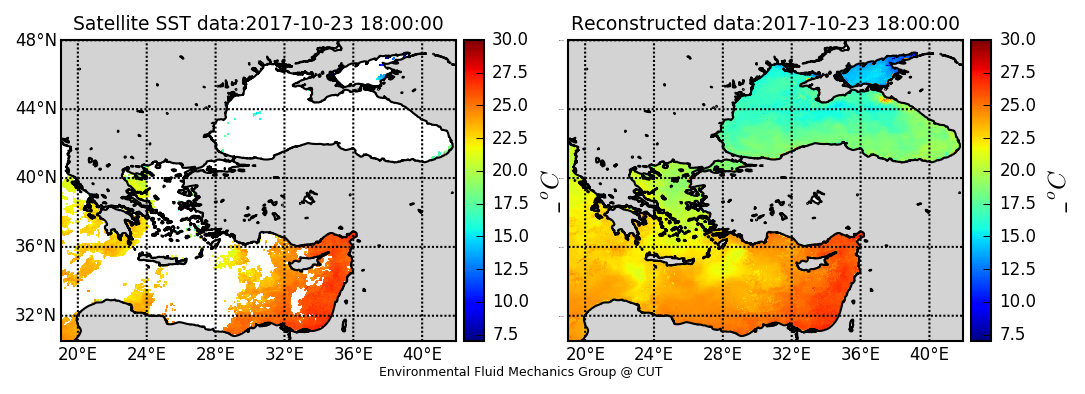 Satellite SST data:2017-10-23 18:00:00
Reconstructed data:2017-10-23 18:00:00
48°N
44°N
40°N
36°N
32°N
20°E 24°E 28°E 32°E 36°E 40°E
30.0
27.5
25.0
22.5
20.0
17.5
15.0
12.5
10.0
7.5
_°C
20°E 24°E 28°E 32°E 36°E 40°E
30.0
27.5
25.0
22.5
20.0
17.5
15.0
12.5
10.0
7.5
_°C
Environmental Fluid Mechanics Group @ CUT